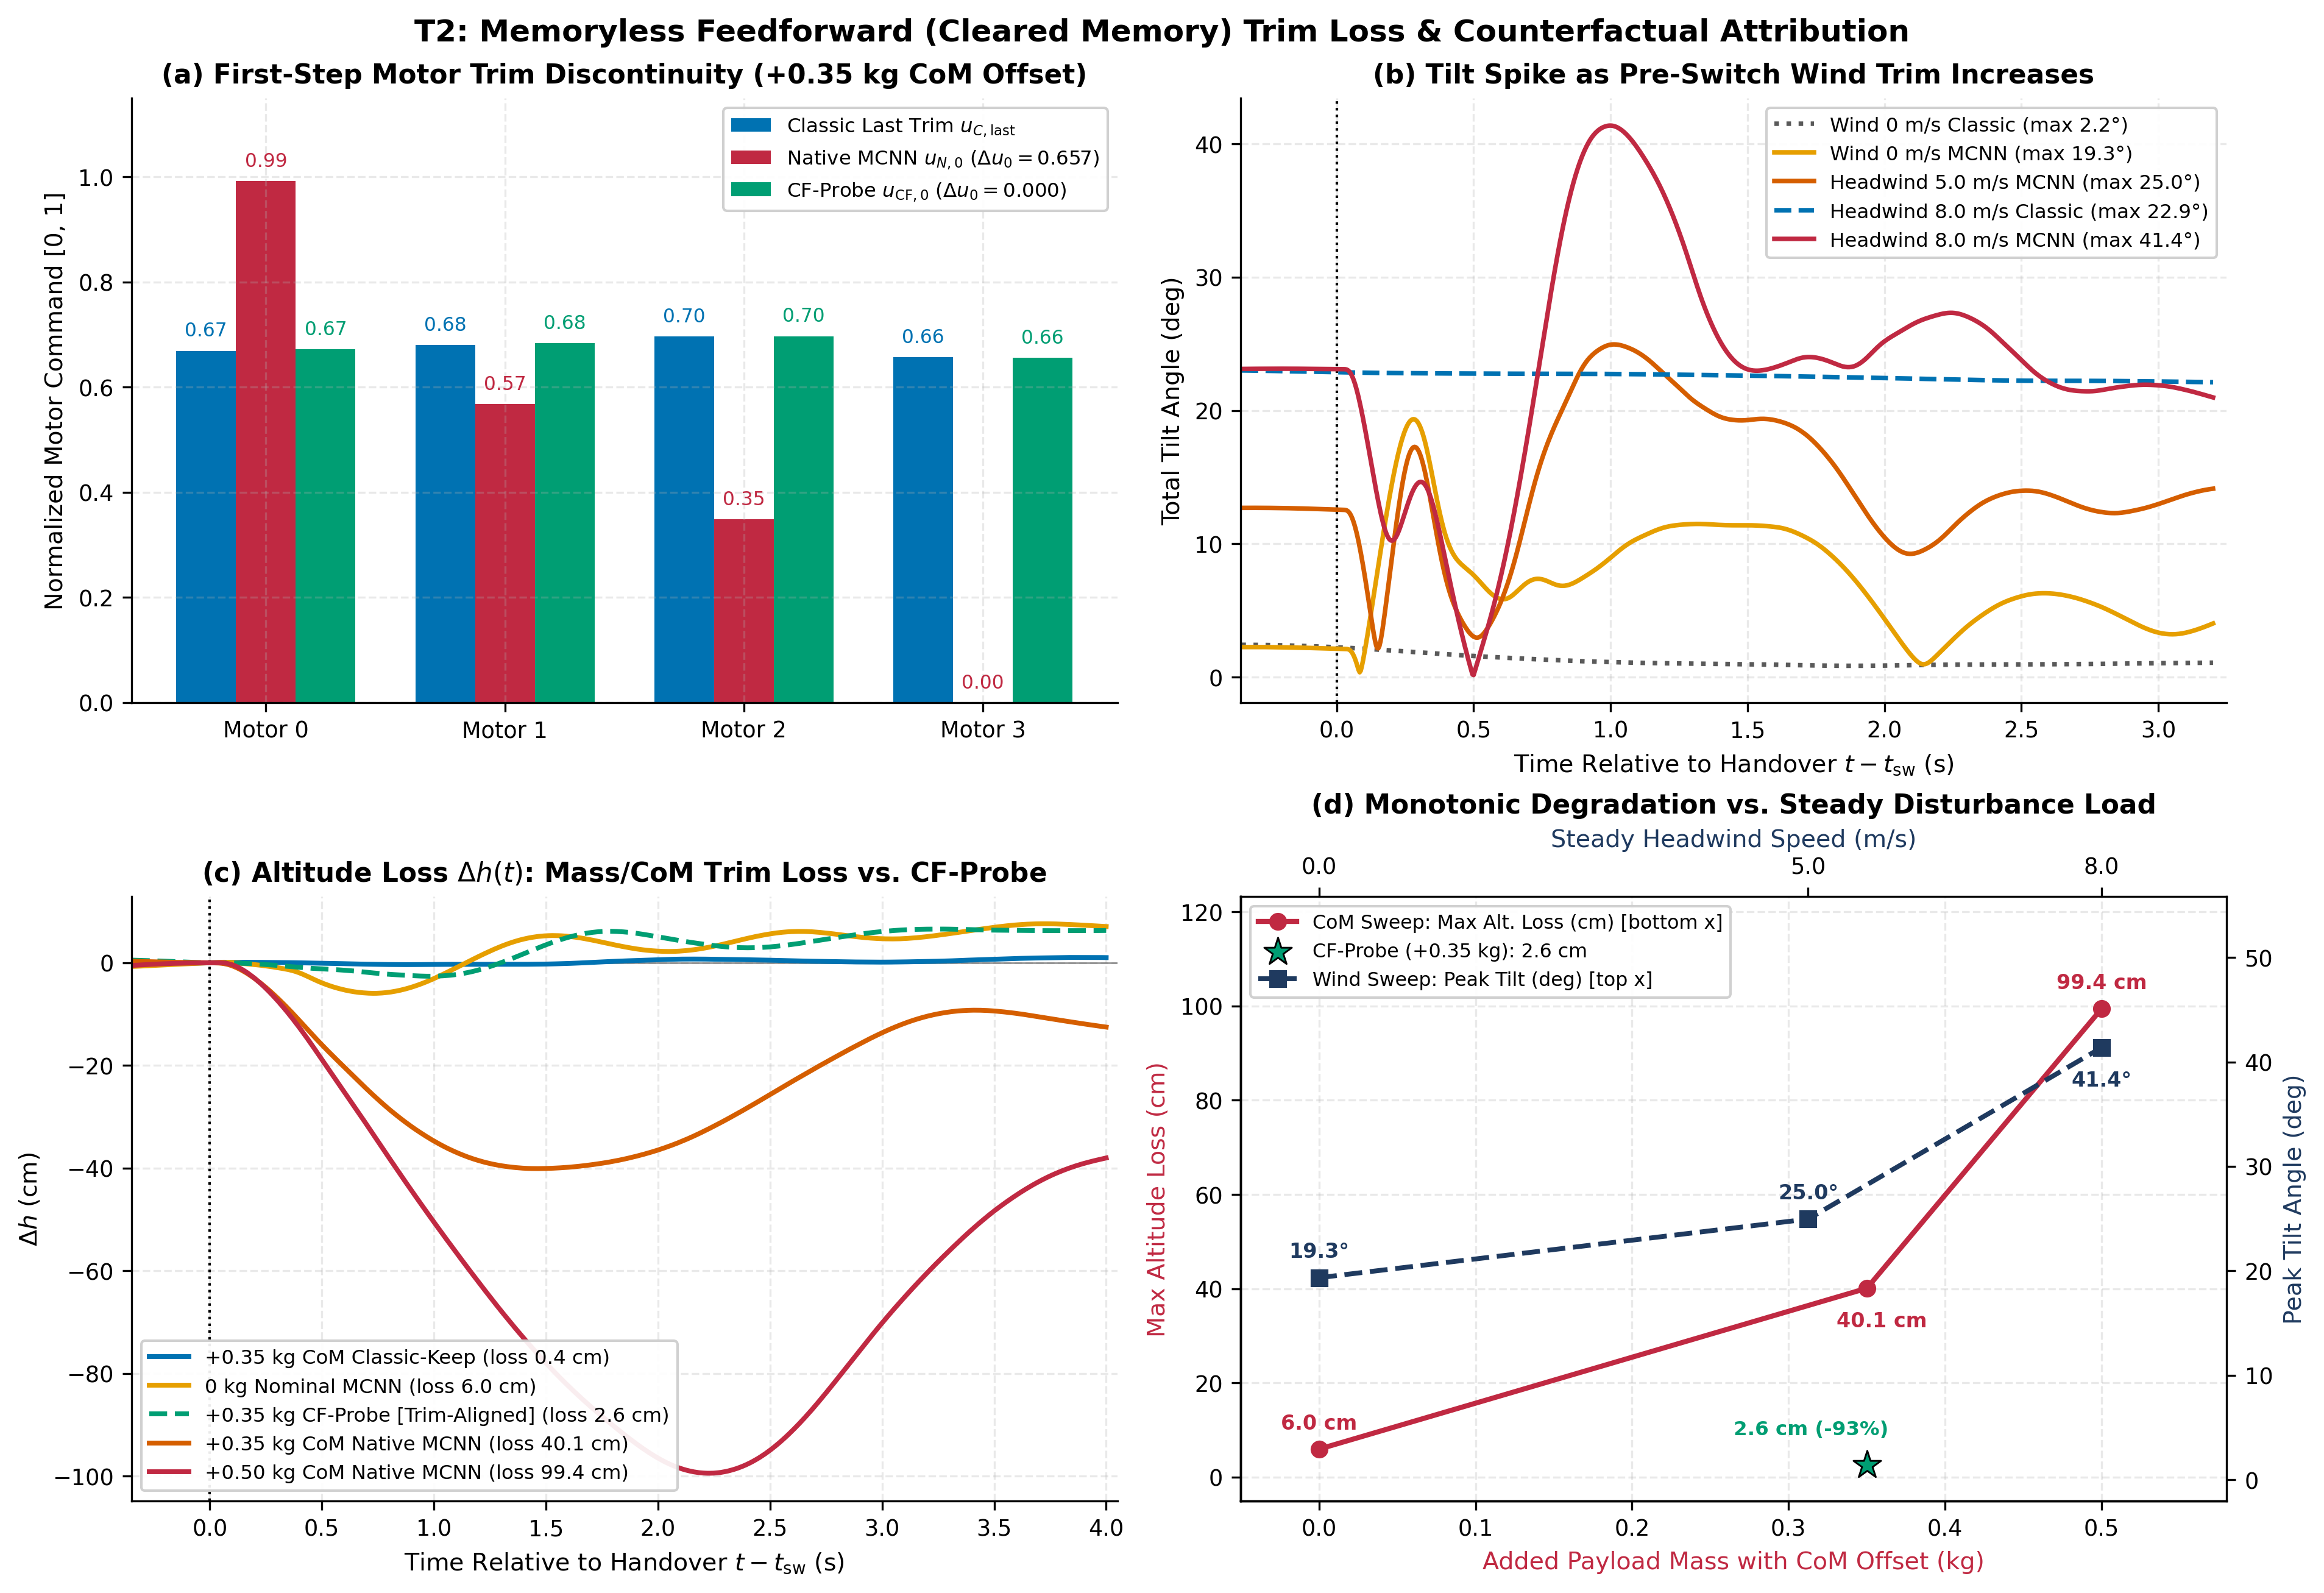 T2: Memoryless Feedforward (Cleared Memory) Trim Loss & Counterfactual Attribution
(a) First-Step Motor Trim Discontinuity (+0.35 kg CoM Offset)
Normalized Motor Command [0, 1]
1.0
0.8
0.6
0.4
0.2
0.0
Classic Last Trim u_{C,last}
Native MCNN u_{N,0} (Δu_0 = 0.657)
CF-Probe u_{CF,0} (Δu_0 = 0.000)
0.67
0.99
0.67
0.68
0.57
0.68
0.70
0.35
0.70
0.66
0.00
0.66
Motor 0
Motor 1
Motor 2
Motor 3
(b) Tilt Spike as Pre-Switch Wind Trim Increases
Total Tilt Angle (deg)
40
30
20
10
0
Wind 0 m/s Classic (max 2.2°)
Wind 0 m/s MCNN (max 19.3°)
Headwind 5.0 m/s MCNN (max 25.0°)
Headwind 8.0 m/s Classic (max 22.9°)
Headwind 8.0 m/s MCNN (max 41.4°)
0.0 0.5 1.0 1.5 2.0 2.5 3.0
Time Relative to Handover t − t_{sw} (s)
(c) Altitude Loss Δh(t): Mass/CoM Trim Loss vs. CF-Probe
Δh (cm)
0
−20
−40
−60
−80
−100
+0.35 kg CoM Classic-Keep (loss 0.4 cm)
0 kg Nominal MCNN (loss 6.0 cm)
+0.35 kg CF-Probe [Trim-Aligned] (loss 2.6 cm)
+0.35 kg CoM Native MCNN (loss 40.1 cm)
+0.50 kg CoM Native MCNN (loss 99.4 cm)
0.0 0.5 1.0 1.5 2.0 2.5 3.0 3.5 4.0
Time Relative to Handover t − t_{sw} (s)
(d) Monotonic Degradation vs. Steady Disturbance Load
Steady Headwind Speed (m/s)
0.0 5.0 8.0
Max Altitude Loss (cm)
120
100
80
60
40
20
0
CoM Sweep: Max Alt. Loss (cm) [bottom x]
CF-Probe (+0.35 kg): 2.6 cm
Wind Sweep: Peak Tilt (deg) [top x]
99.4 cm
41.4°
25.0°
19.3°
40.1 cm
6.0 cm
2.6 cm (-93%)
50
40
30
20
10
0
Peak Tilt Angle (deg)
0.0 0.1 0.2 0.3 0.4 0.5
Added Payload Mass with CoM Offset (kg)